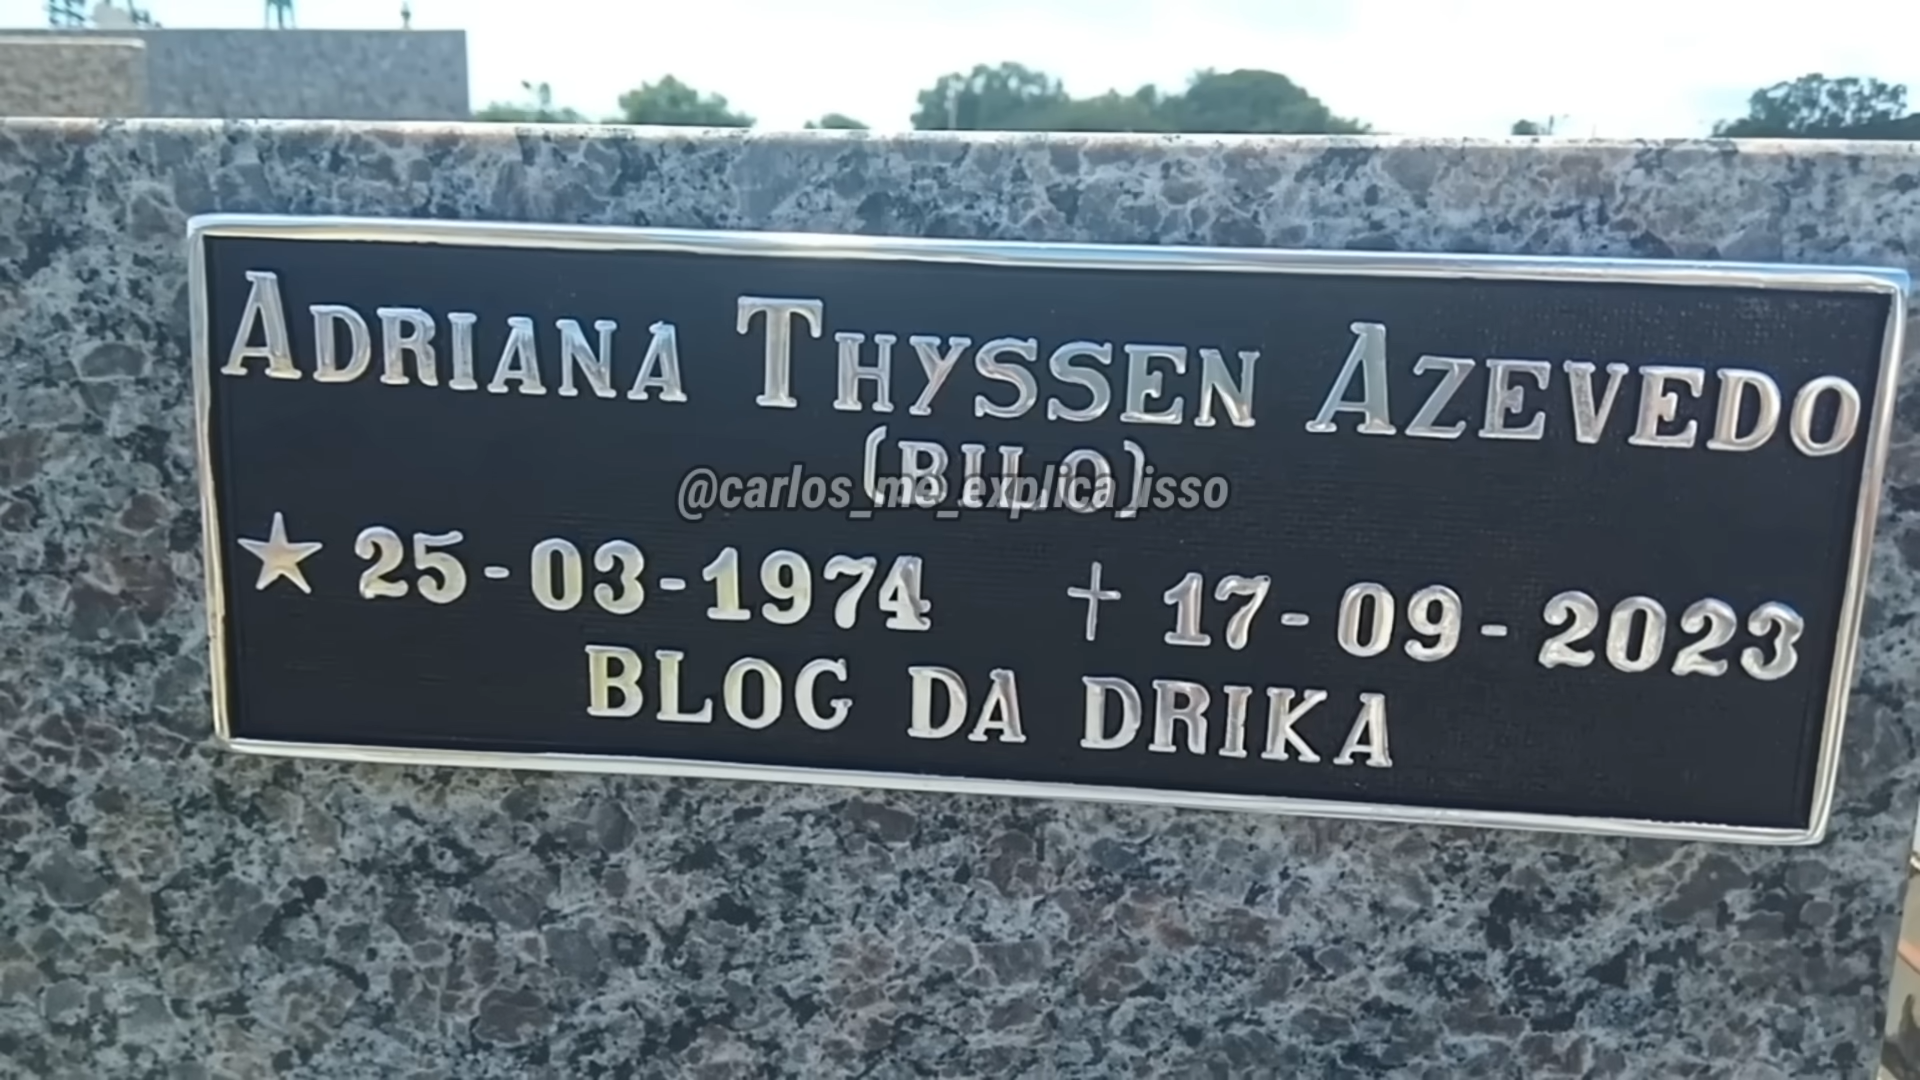 ADRIANA THYSSEN AZEVEDO
(BILO)
@carlos_me_explica_isso
★ 25-03-1974 † 17-09-2023
BLOG DA DRIKA